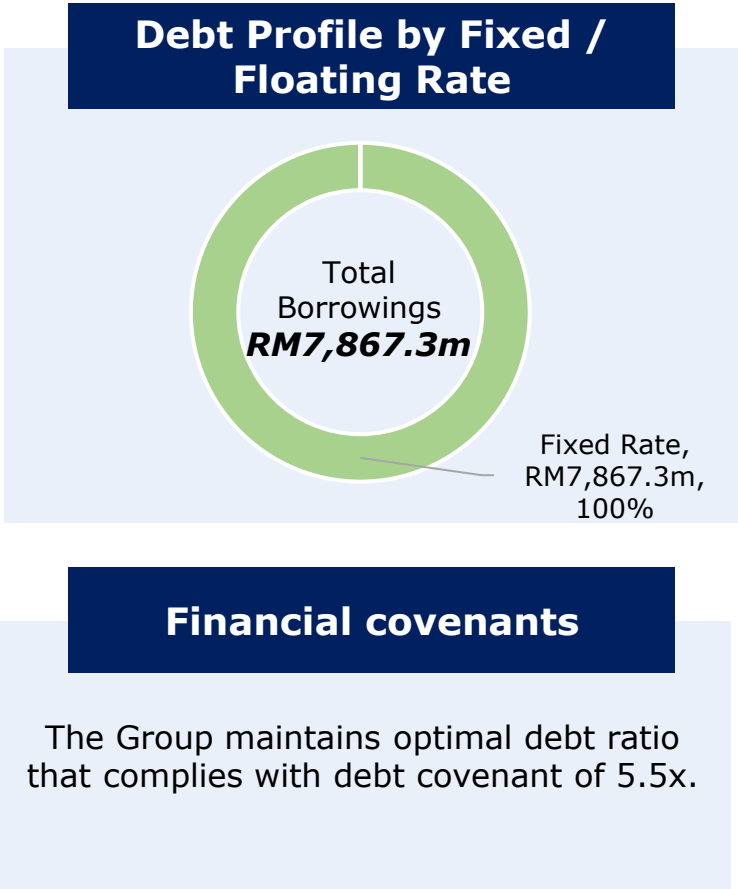 Debt Profile by Fixed /
Floating Rate
Total
Borrowings
RM7,867.3m
Fixed Rate,
RM7,867.3m,
100%
Financial covenants
The Group maintains optimal debt ratio
that complies with debt covenant of 5.5x.